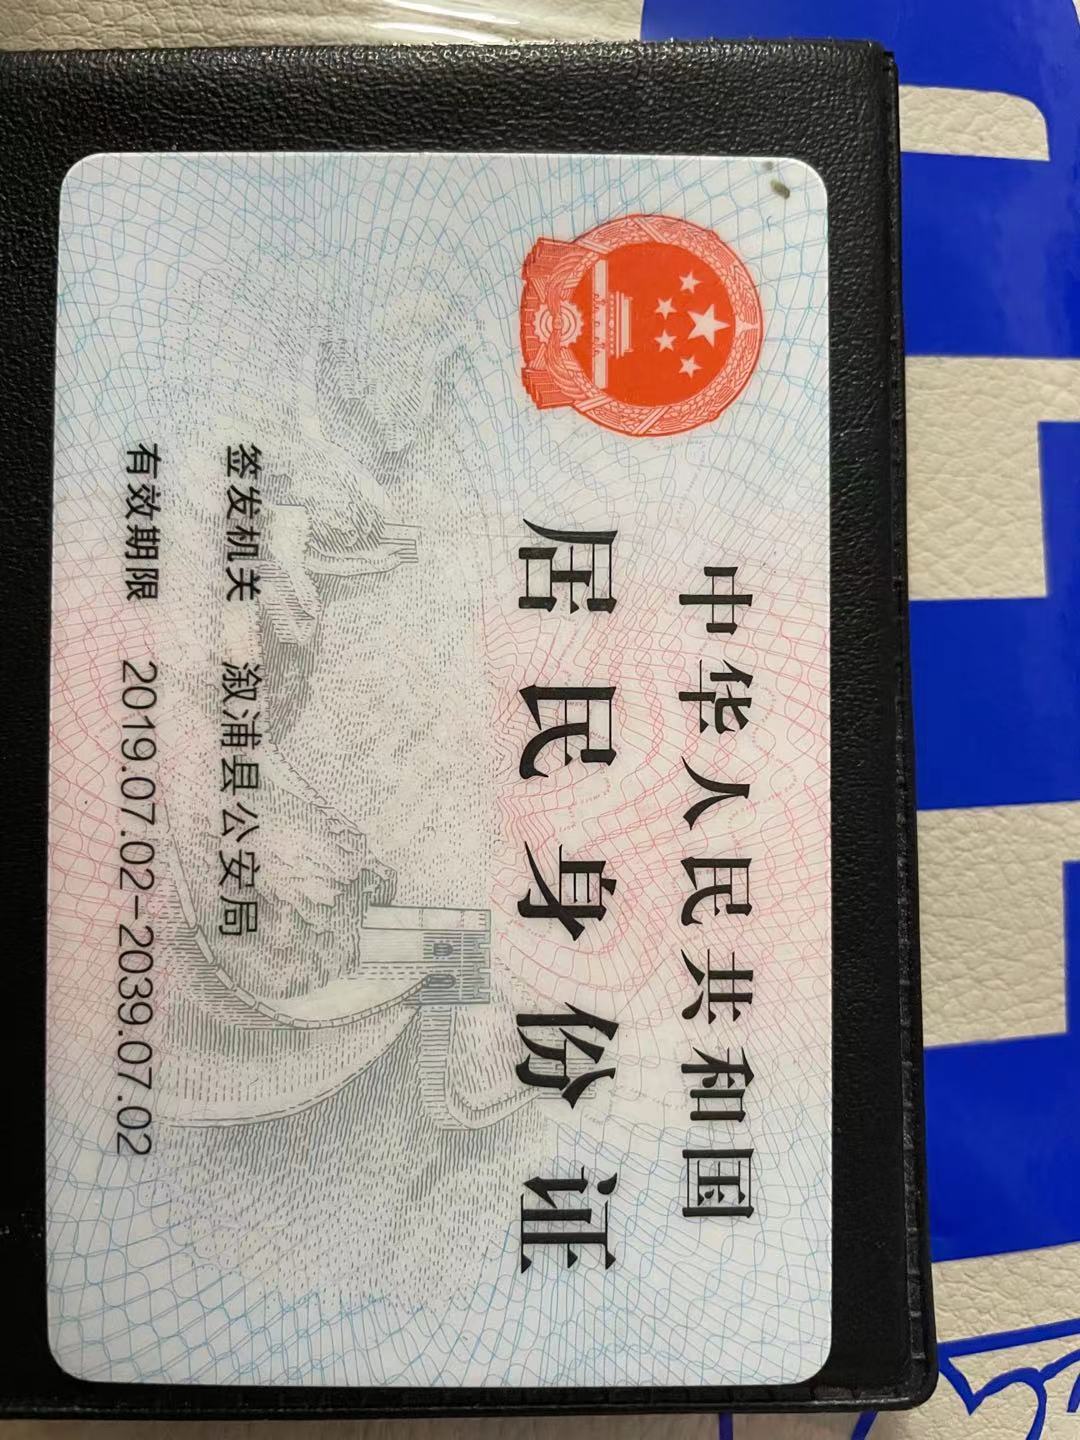 中华人民共和国
居民身份证
签发机关 溆浦县公安局
有效期限 2019.07.02-2039.07.02